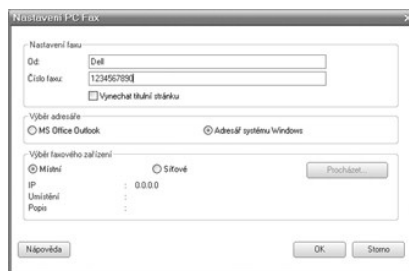 Nastavení PC Fax
Nastavení faxu
Od: Dell
Číslo faxu: 1234567890
Vynechat titulní stránku
Výběr adresáře
MS Office Outlook Adresář systému Windows
Výběr faxového zařízení
Místní Síťové Procházet...
IP : 0.0.0.0
Umístění :
Popis :
Nápověda OK Storno